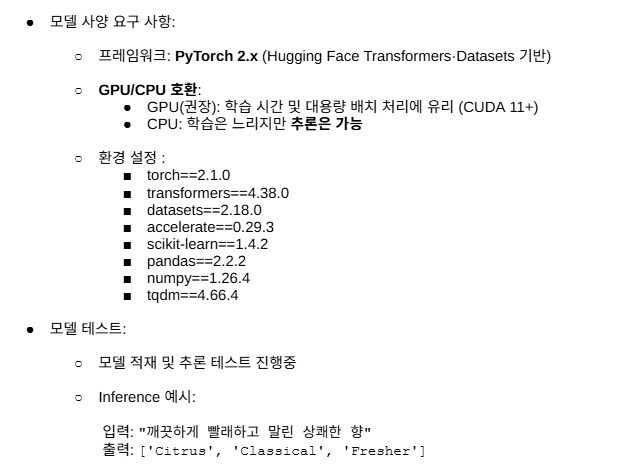 ● 모델 사양 요구 사항:
○ 프레임워크: PyTorch 2.x (Hugging Face Transformers·Datasets 기반)
○ GPU/CPU 호환:
● GPU(권장): 학습 시간 및 대용량 배치 처리에 유리 (CUDA 11+)
● CPU: 학습은 느리지만 추론은 가능
○ 환경 설정 :
■ torch==2.1.0
■ transformers==4.38.0
■ datasets==2.18.0
■ accelerate==0.29.3
■ scikit-learn==1.4.2
■ pandas==2.2.2
■ numpy==1.26.4
■ tqdm==4.66.4
● 모델 테스트:
○ 모델 적재 및 추론 테스트 진행중
○ Inference 예시:
입력: "깨끗하게 빨래하고 말린 상쾌한 향"
출력: ['Citrus', 'Classical', 'Fresher']